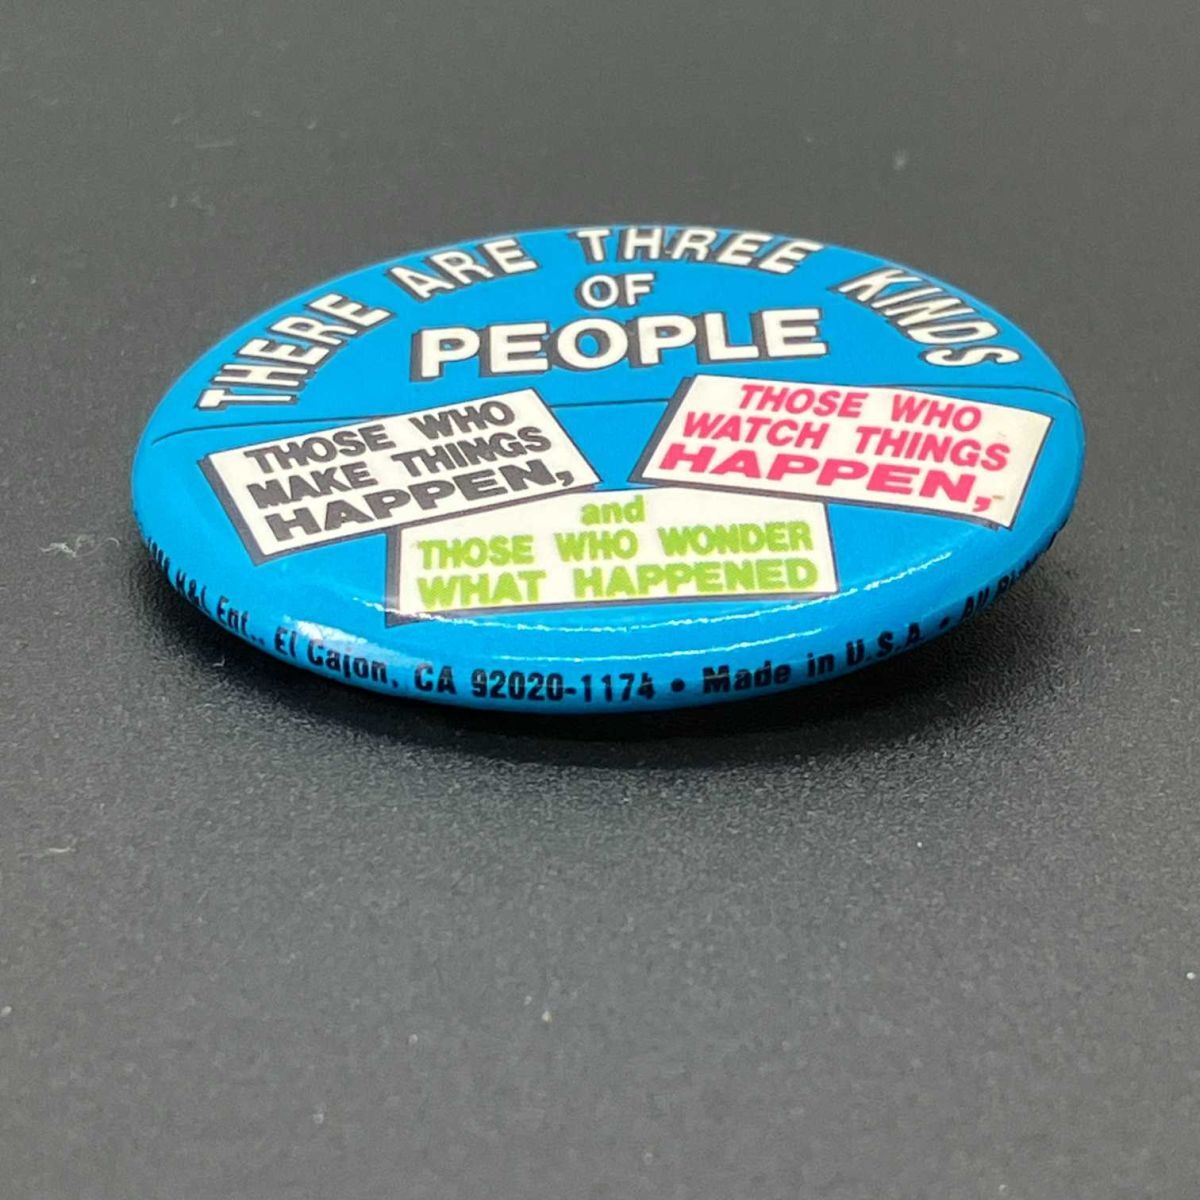 THERE ARE THREE KINDS
OF
PEOPLE
THOSE WHO
MAKE THINGS
HAPPEN,
THOSE WHO
WATCH THINGS
HAPPEN,
and
THOSE WHO WONDER
WHAT HAPPENED
H&L Ent.. El Cajon, CA 92020-1174 • Made in U.S.A. • All